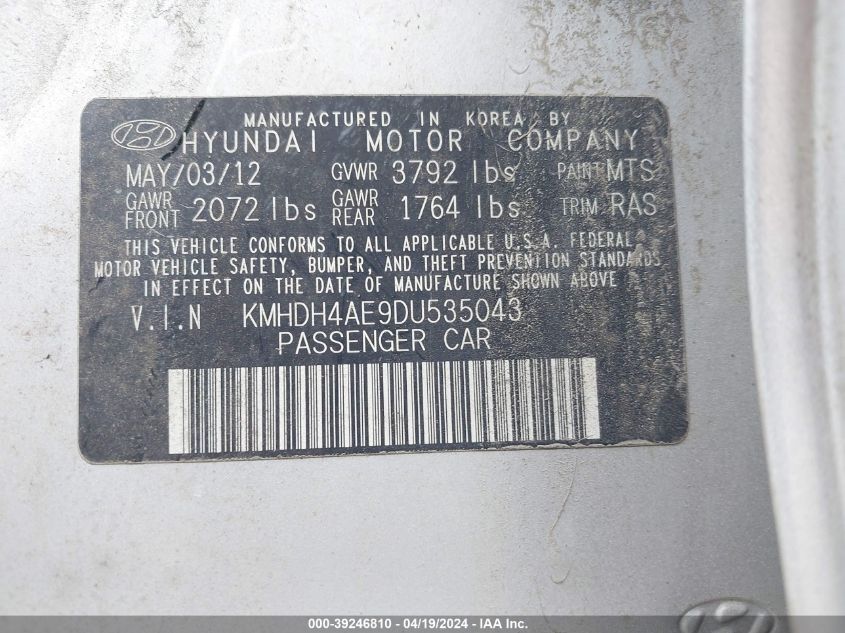 MANUFACTURED IN KOREA BY
HYUNDAI MOTOR COMPANY
MAY/03/12 GVWR 3792 lbs PAINT MTS
GAWR FRONT 2072 lbs GAWR REAR 1764 lbs TRIM RAS
THIS VEHICLE CONFORMS TO ALL APPLICABLE U.S.A. FEDERAL
MOTOR VEHICLE SAFETY, BUMPER, AND THEFT PREVENTION STANDARDS
IN EFFECT ON THE DATE OF MANUFACTURE SHOWN ABOVE.
V.I.N KMHDH4AE9DU535043
PASSENGER CAR
000-39246810 - 04/19/2024 - IAA Inc.